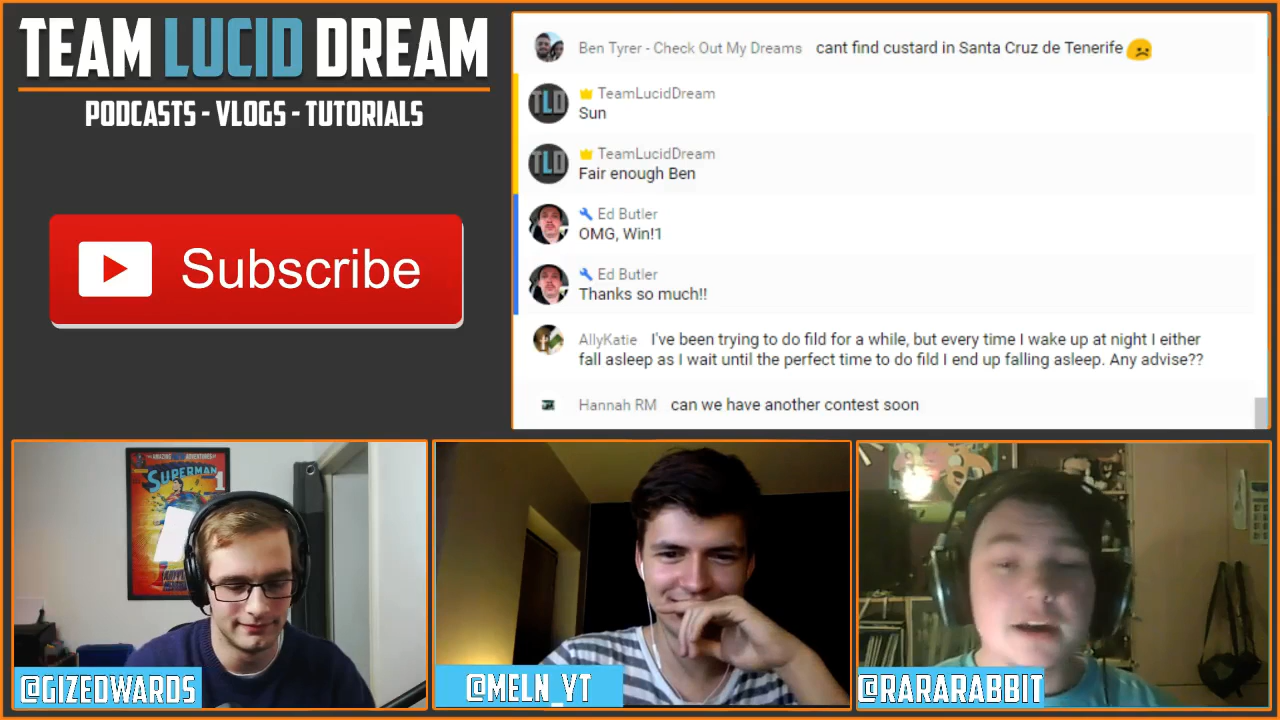 TEAM LUCID DREAM
PODCASTS - VLOGS - TUTORIALS
Subscribe
Ben Tyrer - Check Out My Dreams cant find custard in Santa Cruz de Tenerife
TeamLucidDream
Sun
TLD
TeamLucidDream
Fair enough Ben
TLD
Ed Butler
OMG, Win!1
Ed Butler
Thanks so much!!
AllyKatie I've been trying to do fild for a while, but every time I wake up at night I either
fall asleep as I wait until the perfect time to do fild I end up falling asleep. Any advise??
Hannah RM can we have another contest soon
SUPERMAN
1
@GIZEDWARDS
@MELN_YT
@RARARABBIT